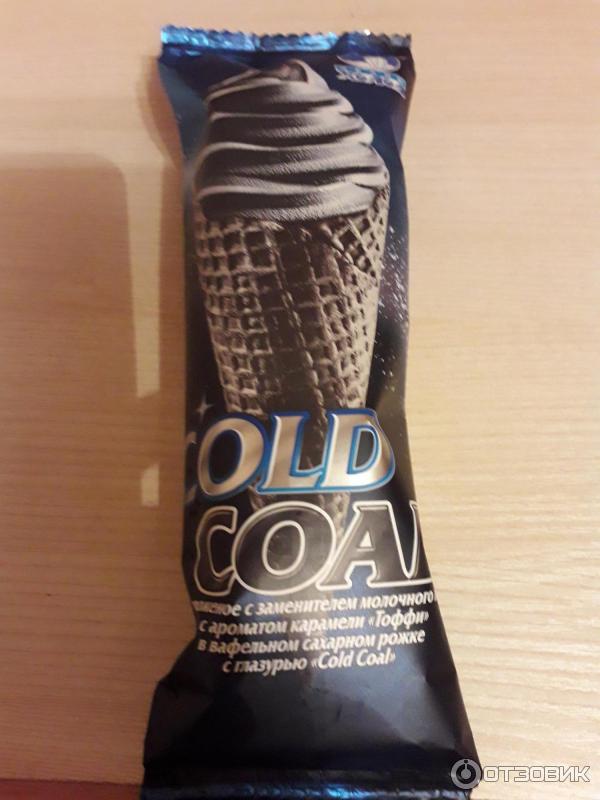 COLD
COAL
с заменителем молочного
с ароматом карамели «Тоффи»
в вафельном сахарном рожке
с глазурью «Cold Coal»
ОТЗОВИК